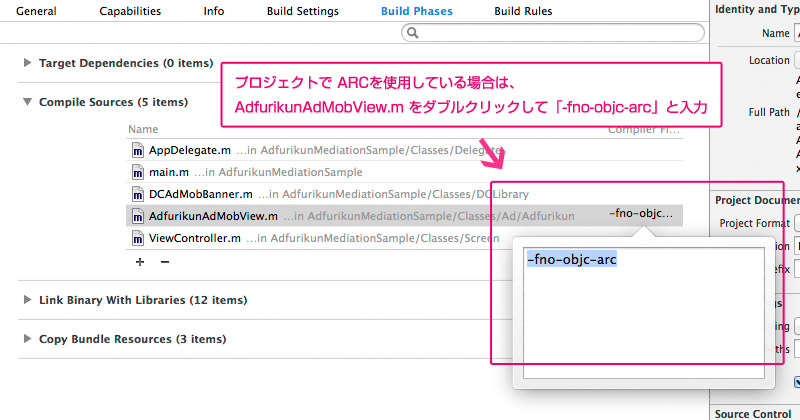 General Capabilities Info Build Settings Build Phases Build Rules
Identity and Typ
Name
Location
Full Path
Target Dependencies (0 items)
プロジェクトで ARCを使用している場合は、
AdfurikunAdMobView.m をダブルクリックして「-fno-objc-arc」と入力
Compile Sources (5 items)
Name Compiler Fl...
AppDelegate.m ...in AdfurikunMediationSample/Classes/Delegate
main.m ...in AdfurikunMediationSample
DCAdMobBanner.m ...in AdfurikunMediationSample/Classes/DCLibrary
AdfurikunAdMobView.m ...in AdfurikunMediationSample/Classes/Ad/Adfurikun -fno-objc...
ViewController.m ...in AdfurikunMediationSample/Classes/Screen
-fno-objc-arc
Link Binary With Libraries (12 items)
Copy Bundle Resources (3 items)
Project Documen
Project Format
Source Control